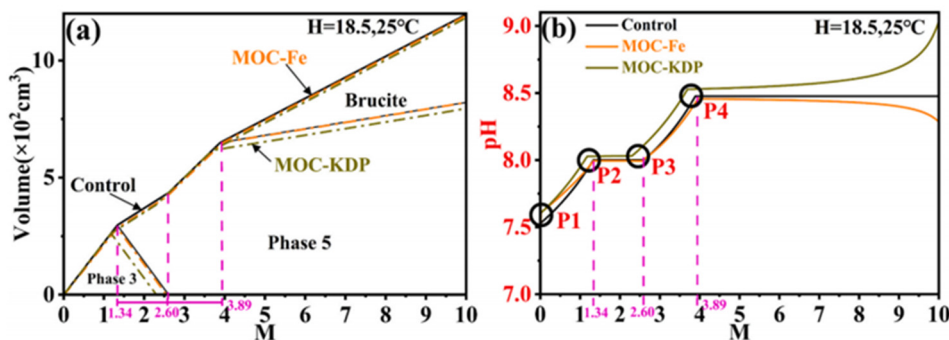 (a)
H=18.5,25°C
MOC-Fe
Brucite
MOC-KDP
Control
Phase 5
Phase 3
Volume(×10²cm³)
10
5
0
0 1 2 3 4 5 6 7 8 9 10
1.34 2.60 3.89
M
(b)
Control
MOC-Fe
MOC-KDP
H=18.5,25°C
P1
P2
P3
P4
pH
9.0
8.5
8.0
7.5
7.0
0 1 2 3 4 5 6 7 8 9 10
1.34 2.60 3.89
M